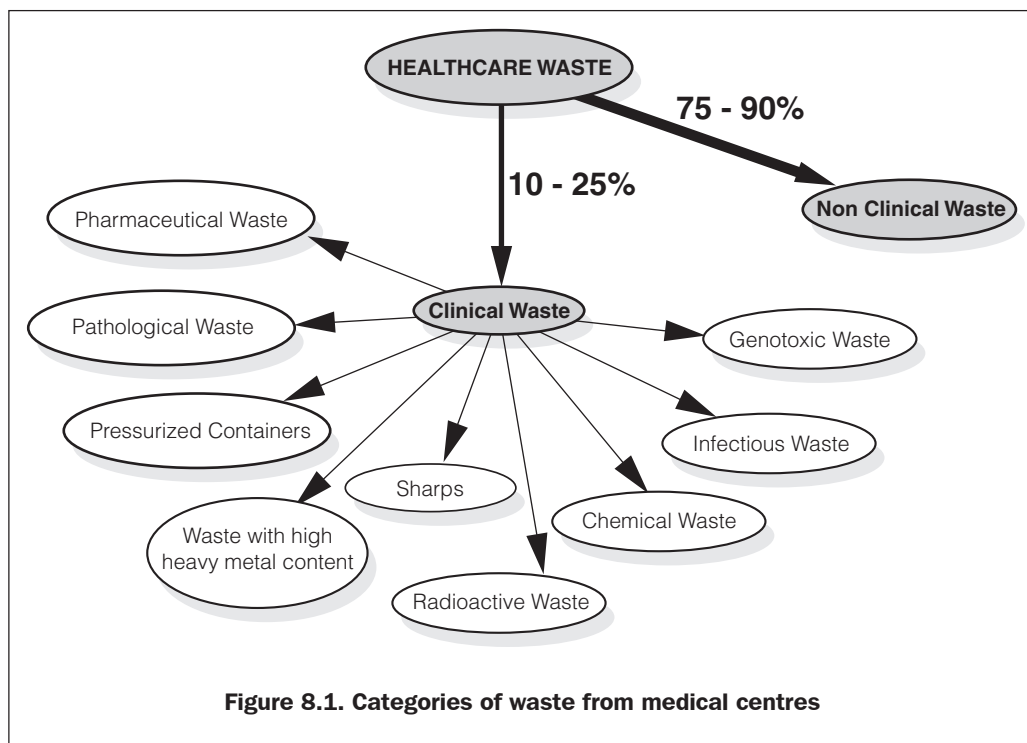 HEALTHCARE WASTE
75 - 90%
10 - 25%
Non Clinical Waste
Pharmaceutical Waste
Clinical Waste
Pathological Waste
Genotoxic Waste
Pressurized Containers
Infectious Waste
Sharps
Chemical Waste
Waste with high
heavy metal content
Radioactive Waste
Figure 8.1. Categories of waste from medical centres